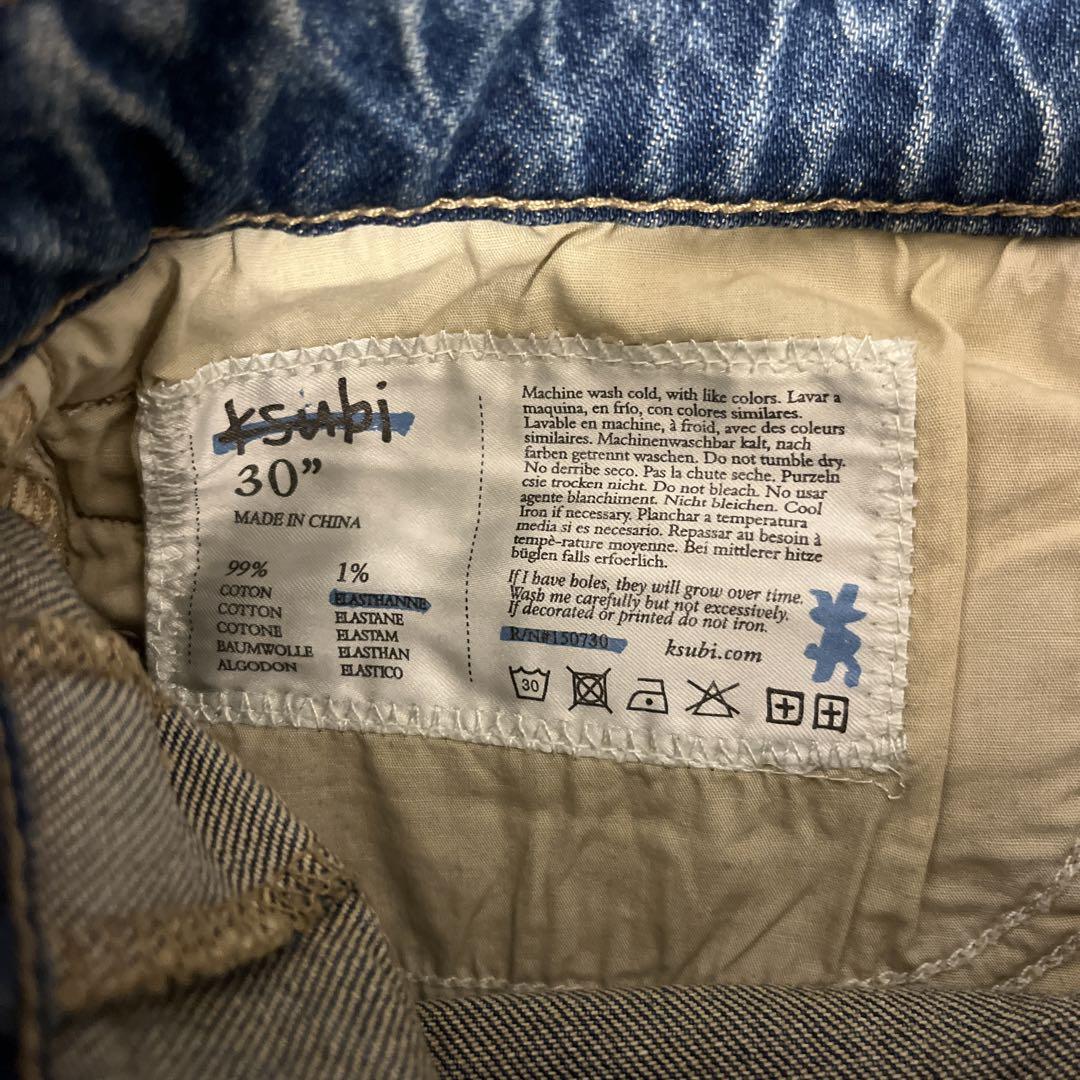 ksubi
30”
MADE IN CHINA
99%
COTON
COTTON
COTONE
BAUMWOLLE
ALGODON
1%
ELASTHANNE
ELASTANE
ELASTAM
ELASTHAN
ELASTICO
Machine wash cold, with like colors. Lavar a
maquina, en frío, con colores similares.
Lavable en machine, à froid, avec des couleurs
similaires. Machinenwaschbar kalt, nach
farben getrennt waschen. Do not tumble dry.
No derribe seco. Pas la chute seche. Purzeln
csie trocken nicht. Do not bleach. No usar
agente blanchiment. Nicht bleichen. Cool
Iron if necessary. Planchar a temperatura
media si es necesario. Repassar au besoin à
tempè-rature moyenne. Bei mittlerer hitze
büglen falls erfoerlich.
If I have boles, they will grow over time.
Wash me carefully but not excessively.
If decorated or printed do not iron.
R/N#150730
ksubi.com
30